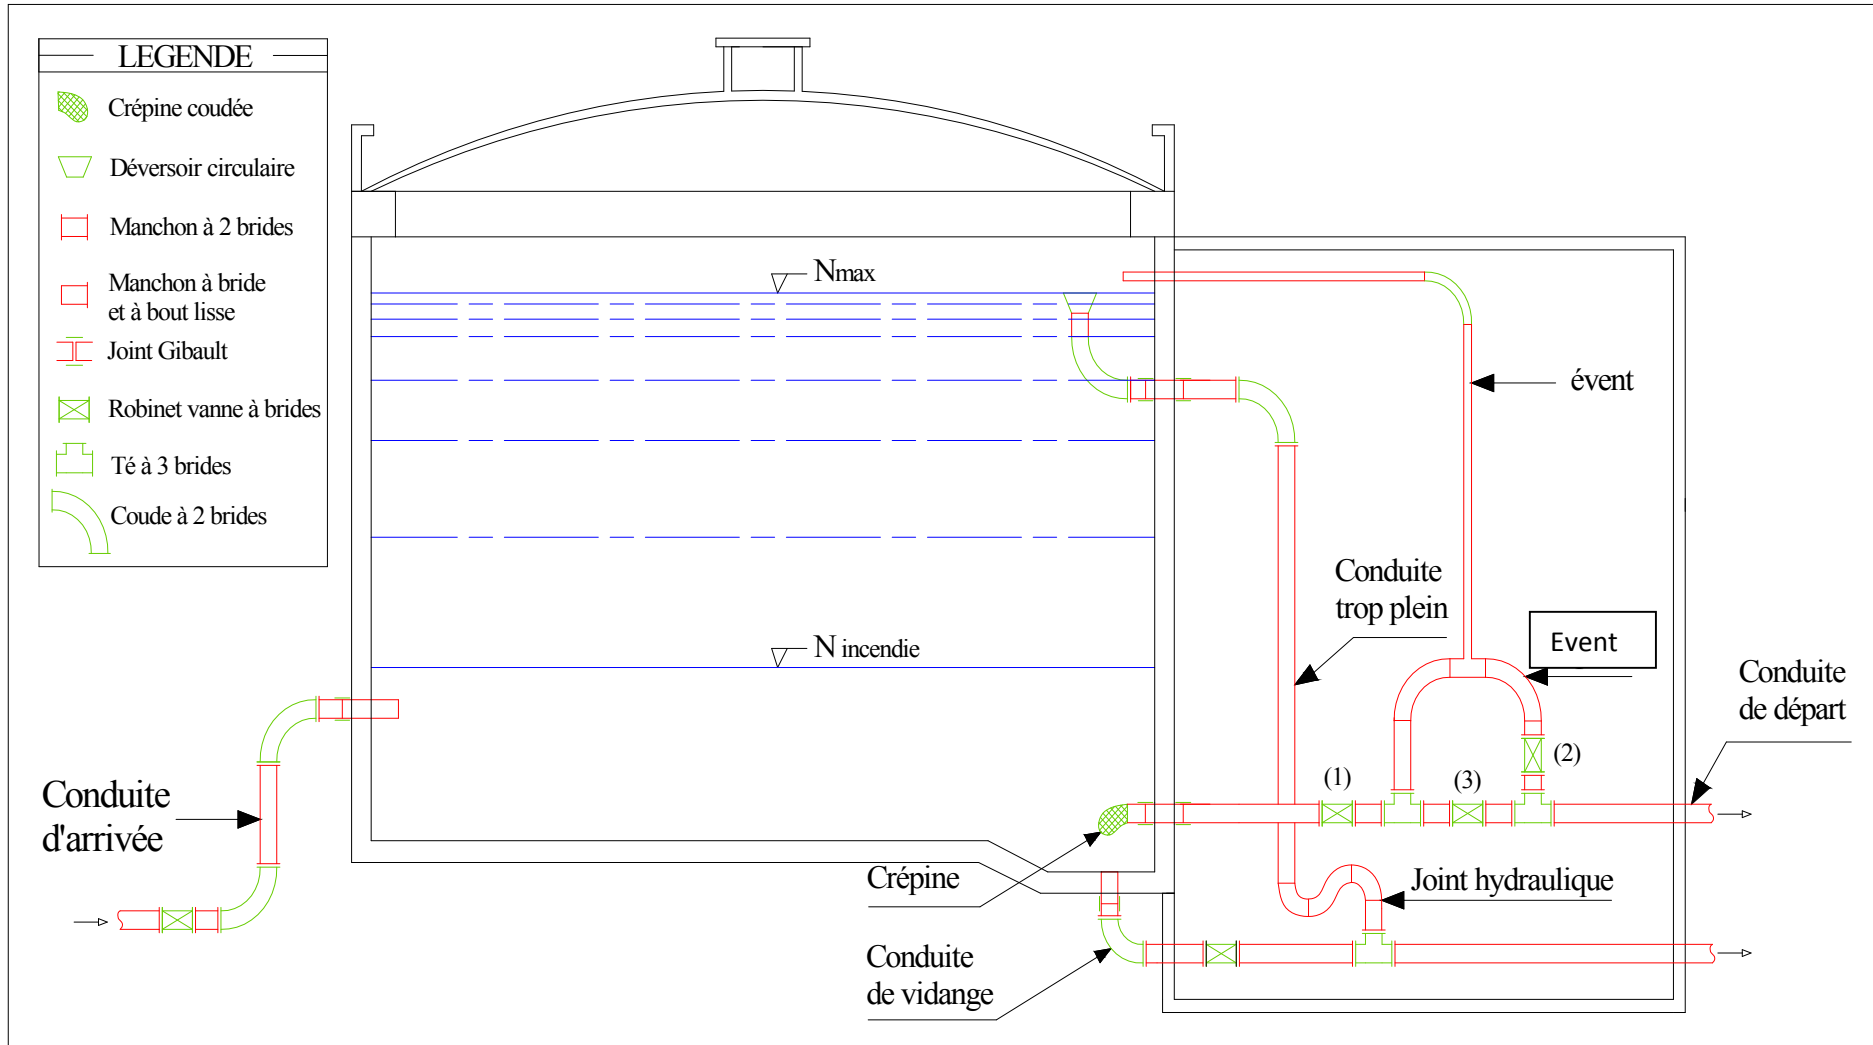 LEGENDE
Crépine coudée
Déversoir circulaire
Manchon à 2 brides
Manchon à bride
et à bout lisse
Joint Gibault
Robinet vanne à brides
Té à 3 brides
Coude à 2 brides
Nmax
évent
Conduite
trop plein
Event
N incendie
Conduite
de départ
(1)
(3)
(2)
Conduite
d'arrivée
Crépine
Joint hydraulique
Conduite
de vidange